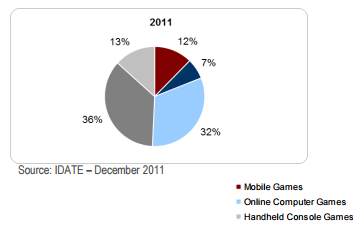 2011
13%
12%
7%
36%
32%
Source: IDATE – December 2011
Mobile Games
Online Computer Games
Handheld Console Games